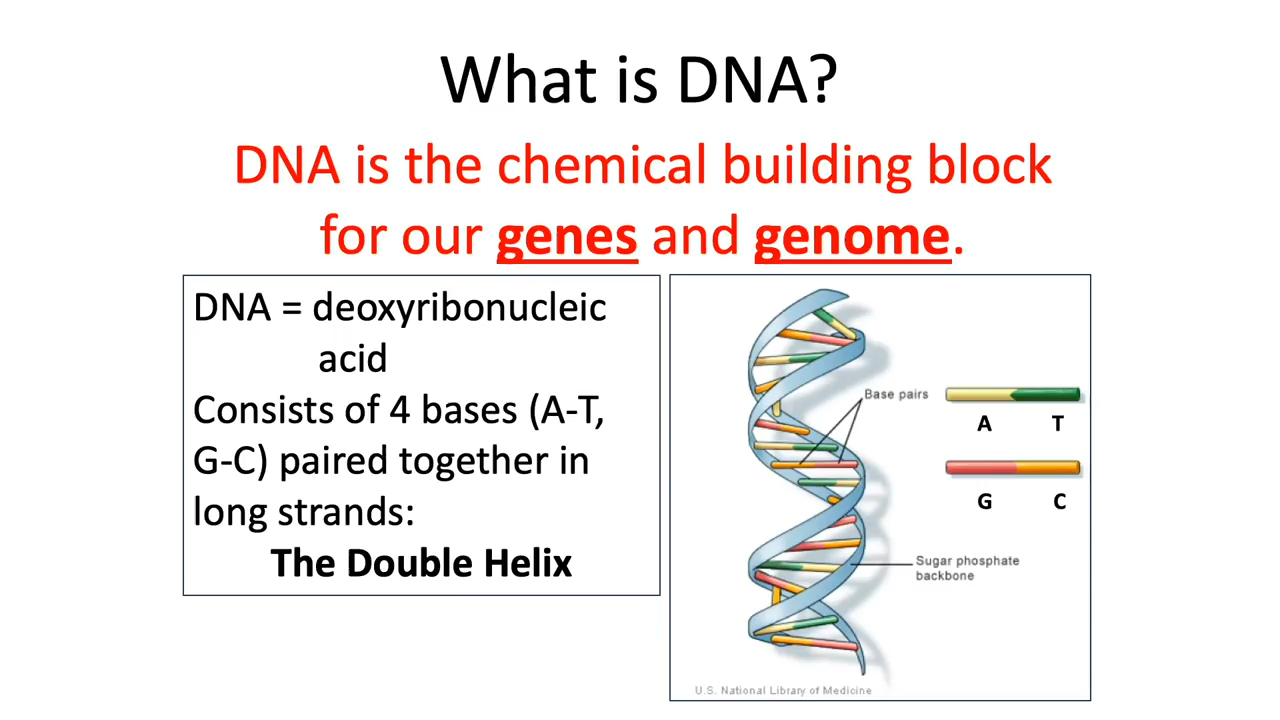 What is DNA?
DNA is the chemical building block
for our genes and genome.
DNA = deoxyribonucleic
acid
Consists of 4 bases (A-T,
G-C) paired together in
long strands:
The Double Helix
Base pairs
A T
G C
Sugar phosphate
backbone
U.S. National Library of Medicine